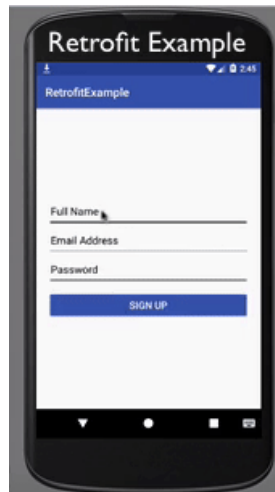 Retrofit Example
2:45
RetrofitExample
Full Name
Email Address
Password
SIGN UP